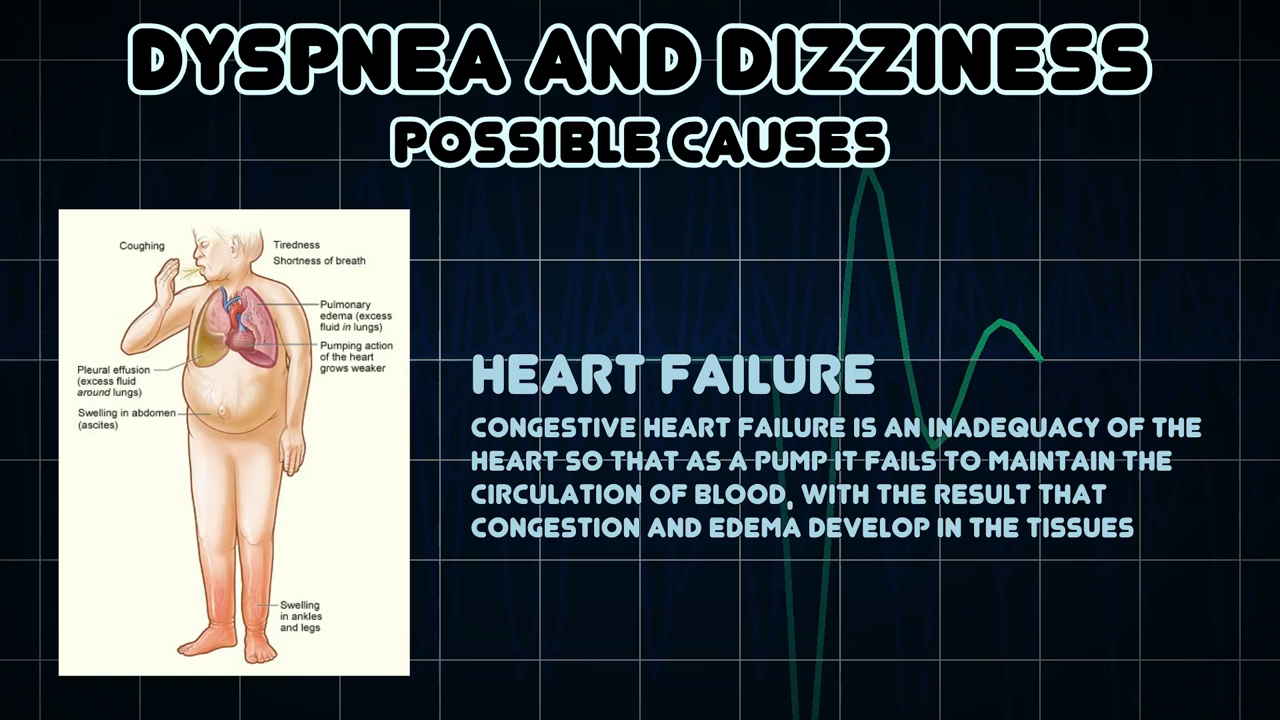 DYSPNEA AND DIZZINESS
POSSIBLE CAUSES
Coughing
Tiredness
Shortness of breath
Pulmonary
edema (excess
fluid in lungs)
Pumping action
of the heart
grows weaker
Pleural effusion
(excess fluid
around lungs)
Swelling in abdomen
(ascites)
Swelling
in ankles
and legs
HEART FAILURE
CONGESTIVE HEART FAILURE IS AN INADEQUACY OF THE
HEART SO THAT AS A PUMP IT FAILS TO MAINTAIN THE
CIRCULATION OF BLOOD, WITH THE RESULT THAT
CONGESTION AND EDEMA DEVELOP IN THE TISSUES